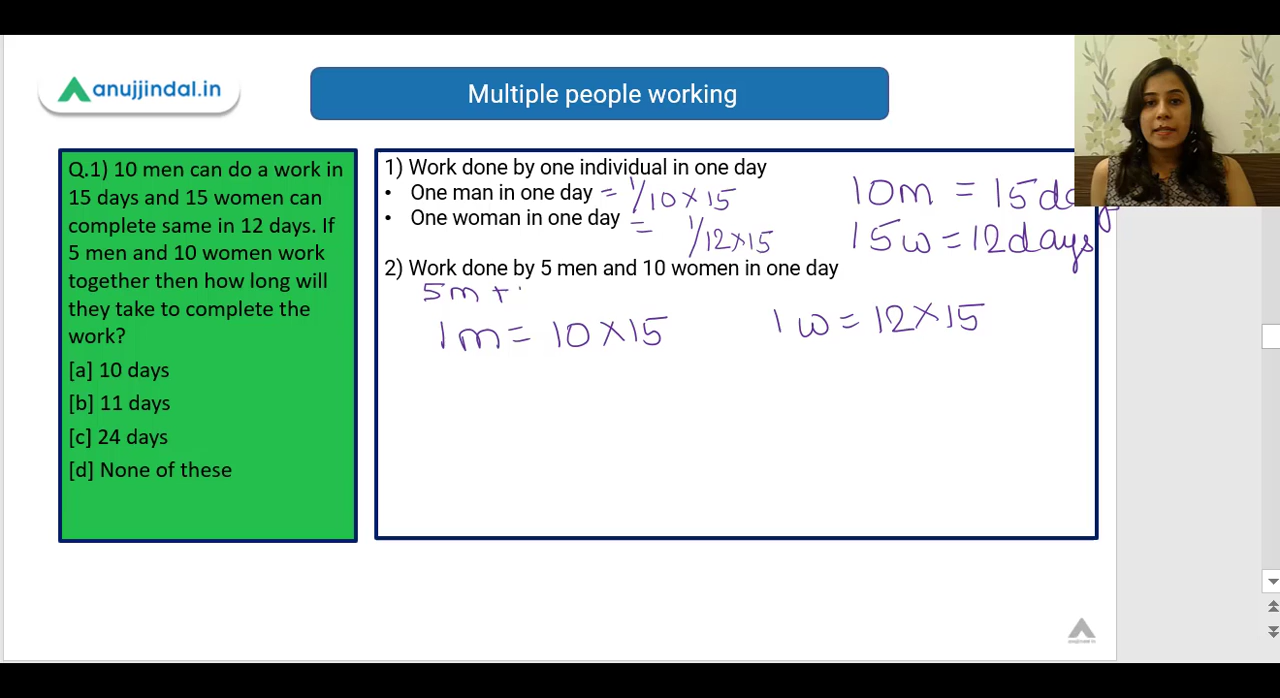 anujjindal.in
Multiple people working
Q.1) 10 men can do a work in
15 days and 15 women can
complete same in 12 days. If
5 men and 10 women work
together then how long will
they take to complete the
work?
[a] 10 days
[b] 11 days
[c] 24 days
[d] None of these
1) Work done by one individual in one day
• One man in one day = 1/10×15
• One woman in one day = 1/12×15
10m = 15days
15w = 12days
2) Work done by 5 men and 10 women in one day
5m +
1m = 10×15
1w = 12×15
anujjindal.in